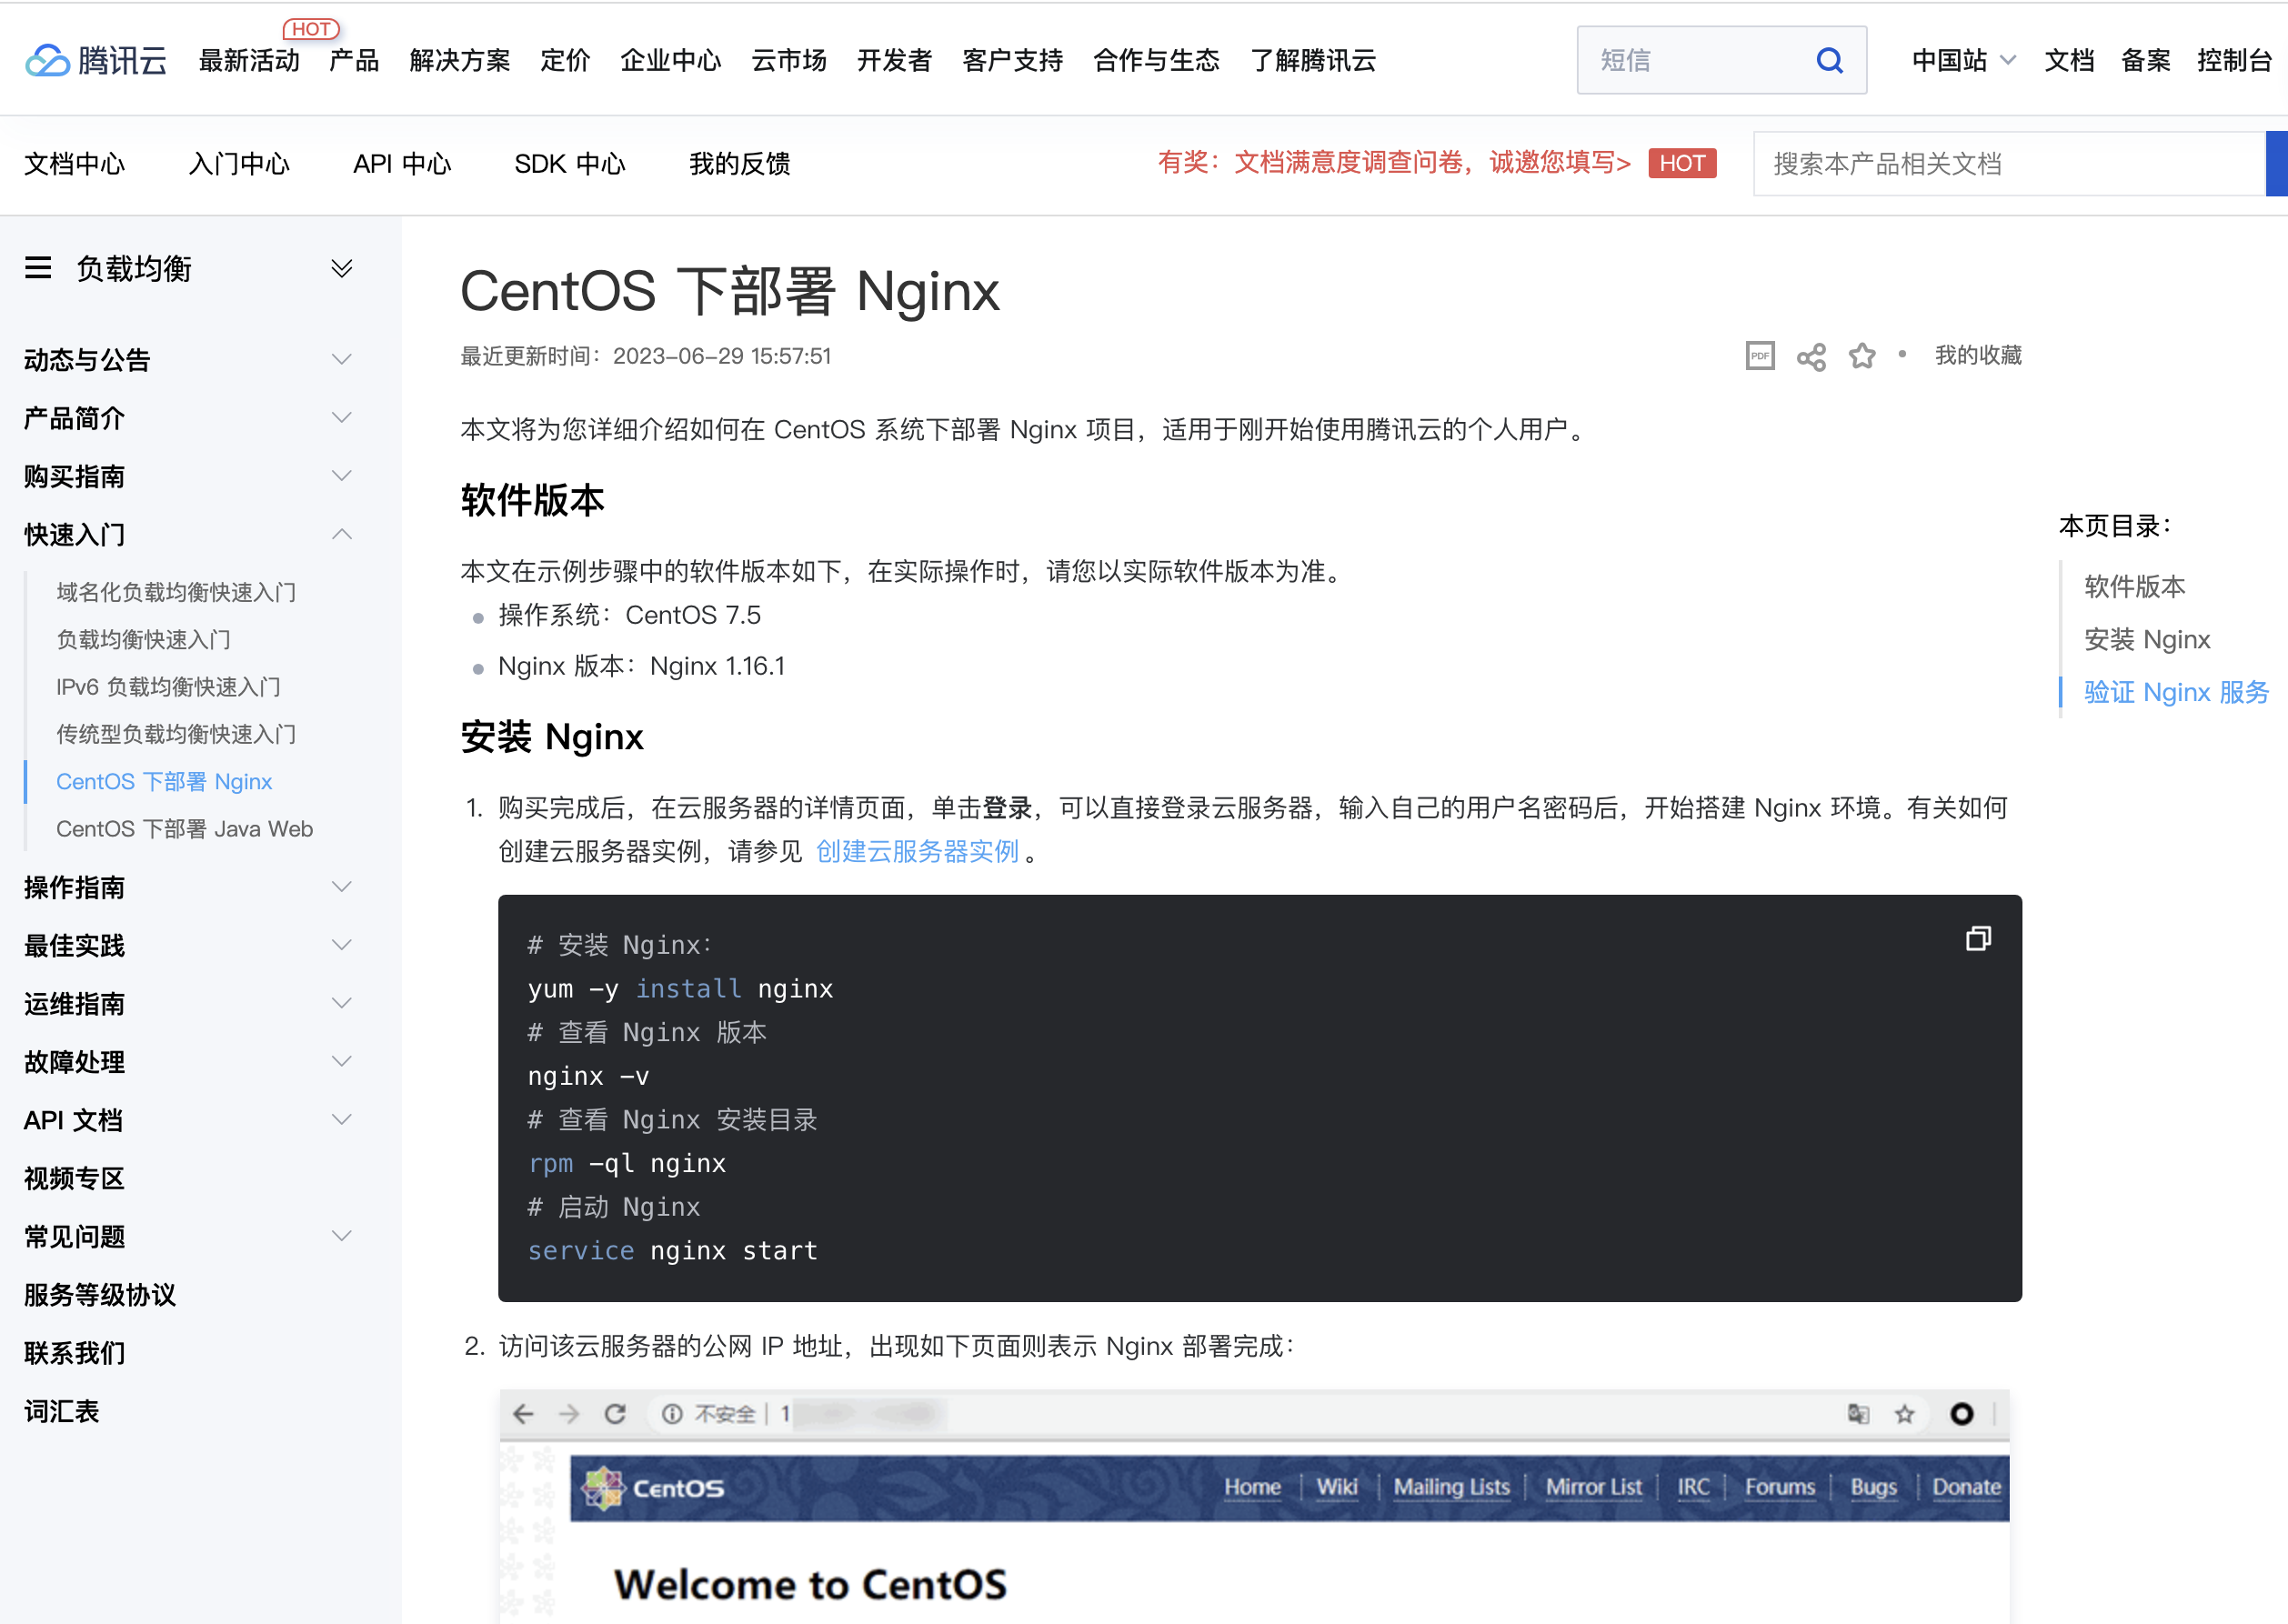 HOT
腾讯云 最新活动 产品 解决方案 定价 企业中心 云市场 开发者 客户支持 合作与生态 了解腾讯云 短信 中国站 文档 备案 控制台
文档中心 入门中心 API 中心 SDK 中心 我的反馈 有奖：文档满意度调查问卷，诚邀您填写> HOT 搜索本产品相关文档
负载均衡
动态与公告
产品简介
购买指南
快速入门
域名化负载均衡快速入门
负载均衡快速入门
IPv6 负载均衡快速入门
传统型负载均衡快速入门
CentOS 下部署 Nginx
CentOS 下部署 Java Web
操作指南
最佳实践
运维指南
故障处理
API 文档
视频专区
常见问题
服务等级协议
联系我们
词汇表
CentOS 下部署 Nginx
最近更新时间：2023-06-29 15:57:51
PDF 我的收藏
本文将为您详细介绍如何在 CentOS 系统下部署 Nginx 项目，适用于刚开始使用腾讯云的个人用户。
软件版本
本文在示例步骤中的软件版本如下，在实际操作时，请您以实际软件版本为准。
操作系统：CentOS 7.5
Nginx 版本：Nginx 1.16.1
安装 Nginx
1. 购买完成后，在云服务器的详情页面，单击登录，可以直接登录云服务器，输入自己的用户名密码后，开始搭建 Nginx 环境。有关如何
创建云服务器实例，请参见 创建云服务器实例 。
# 安装 Nginx：
yum -y install nginx
# 查看 Nginx 版本
nginx -v
# 查看 Nginx 安装目录
rpm -ql nginx
# 启动 Nginx
service nginx start
2. 访问该云服务器的公网 IP 地址，出现如下页面则表示 Nginx 部署完成：
不安全 | 1
CentOS Home | Wiki | Mailing Lists | Mirror List | IRC | Forums | Bugs | Donate
Welcome to CentOS
本页目录：
软件版本
安装 Nginx
验证 Nginx 服务